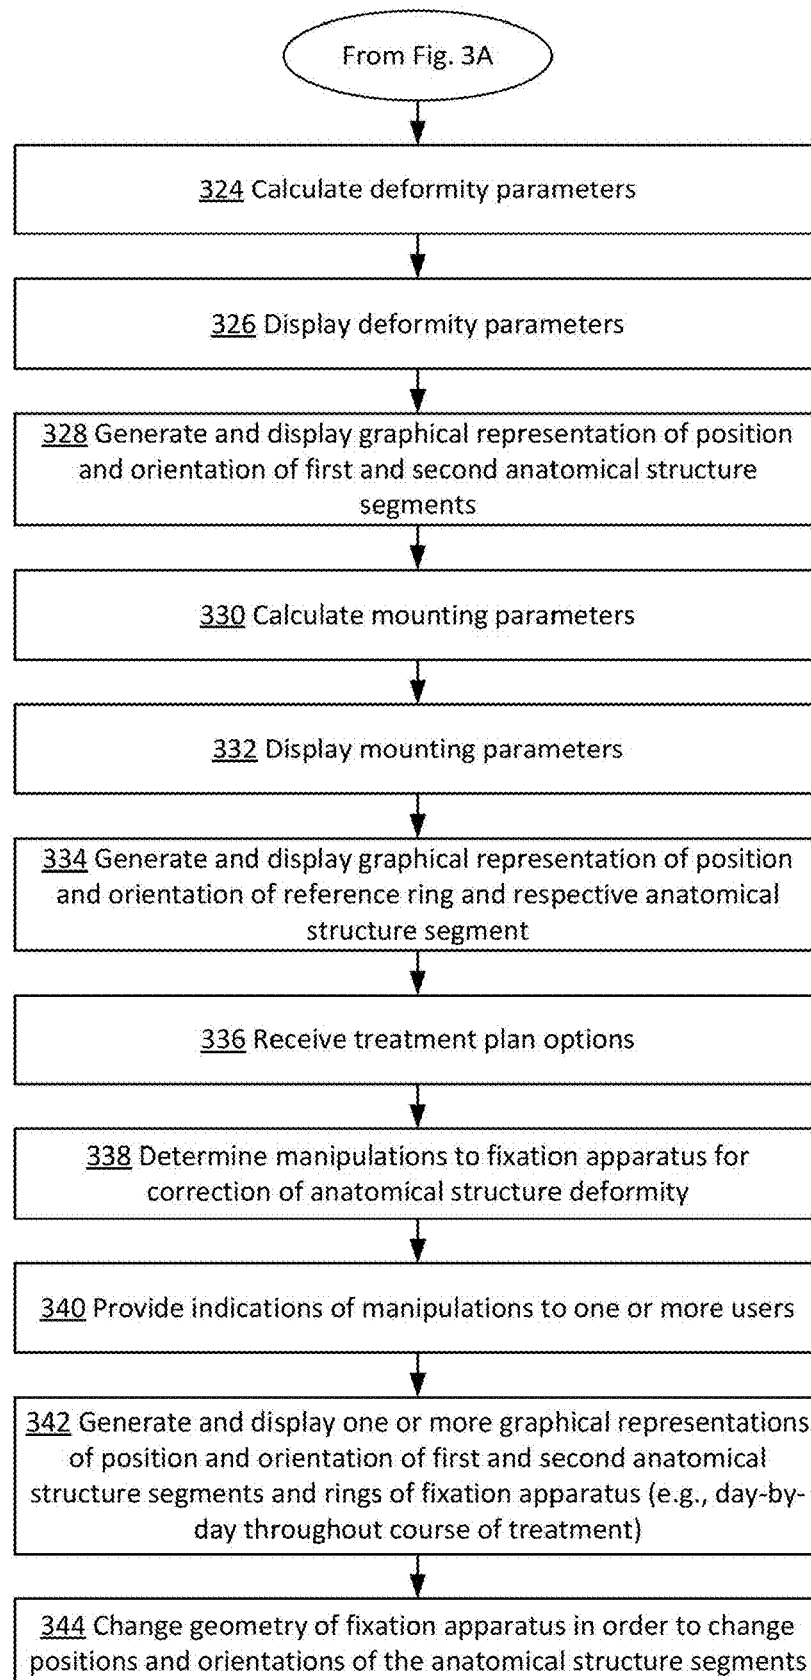 From Fig. 3A
324 Calculate deformity parameters
326 Display deformity parameters
328 Generate and display graphical representation of position
and orientation of first and second anatomical structure
segments
330 Calculate mounting parameters
332 Display mounting parameters
334 Generate and display graphical representation of position
and orientation of reference ring and respective anatomical
structure segment
336 Receive treatment plan options
338 Determine manipulations to fixation apparatus for
correction of anatomical structure deformity
340 Provide indications of manipulations to one or more users
342 Generate and display one or more graphical representations
of position and orientation of first and second anatomical
structure segments and rings of fixation apparatus (e.g., day-by-
day throughout course of treatment)
344 Change geometry of fixation apparatus in order to change
positions and orientations of the anatomical structure segments